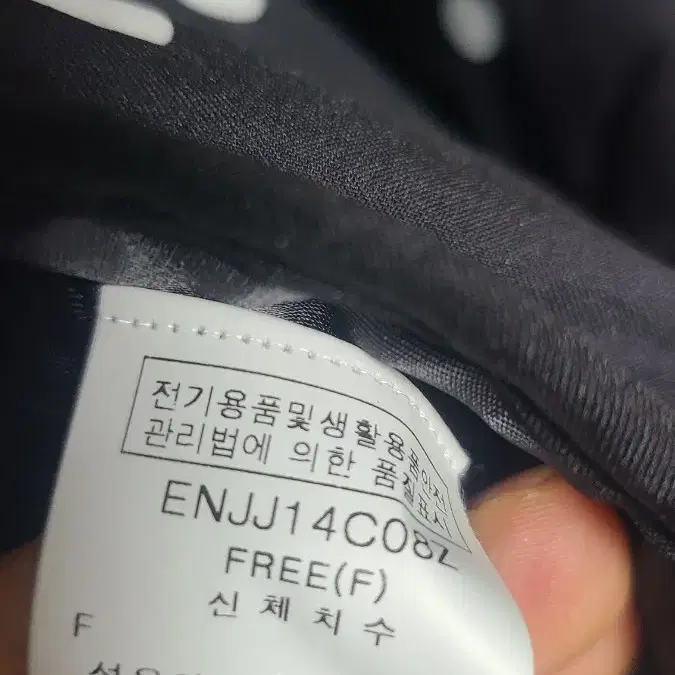 전기용품및생활용품안전
관리법에 의한 품질표시
ENJJ14C08Z
FREE(F)
신체치수
F